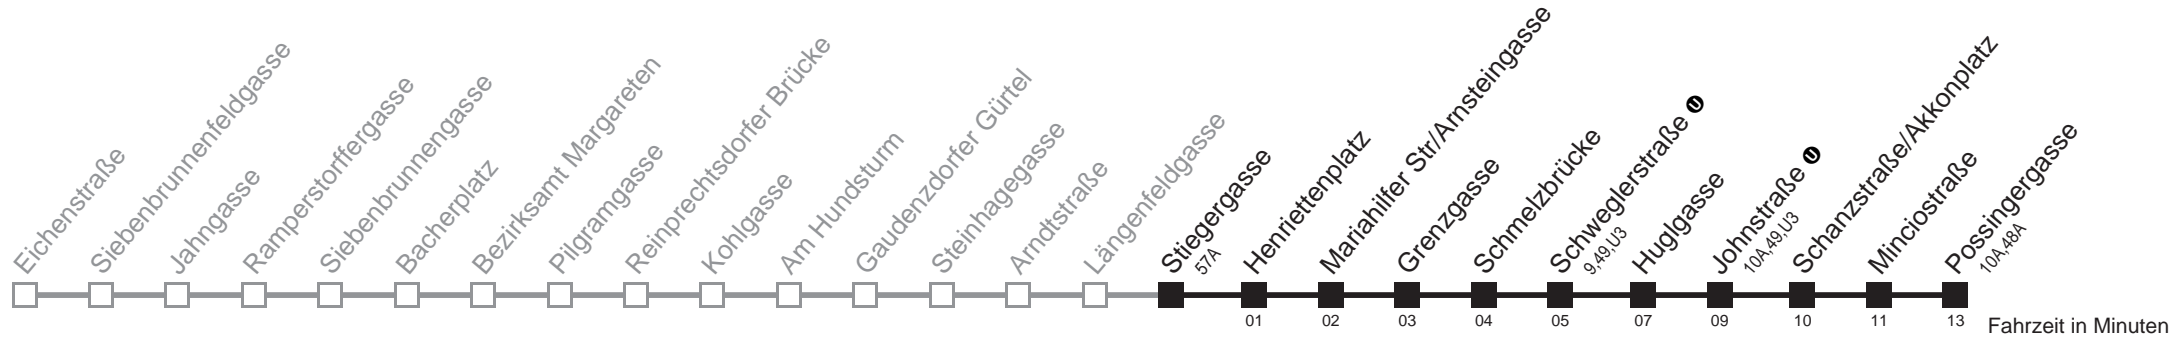 Eichenstraße
Siebenbrunnenfeldgasse
Jahngasse
Ramperstorffergasse
Siebenbrunnengasse
Bacherplatz
Bezirksamt Margareten
Pilgramgasse
Reinprechtsdorfer Brücke
Kohlgasse
Am Hundsturm
Gaudenzdorfer Gürtel
Steinhagegasse
Arndtstraße
Längenfeldgasse
Stiegergasse
57A
Henriettenplatz
Mariahilfer Str/Arnsteingasse
Grenzgasse
Schmelzbrücke
Schweglerstraße U
9,49,U3
Huglgasse
Johnstraße U
10A,49,U3
Schanzstraße/Akkonplatz
Minciostraße
Possingergasse
10A,48A
01 02 03 04 05 07 09 10 11 13 Fahrzeit in Minuten